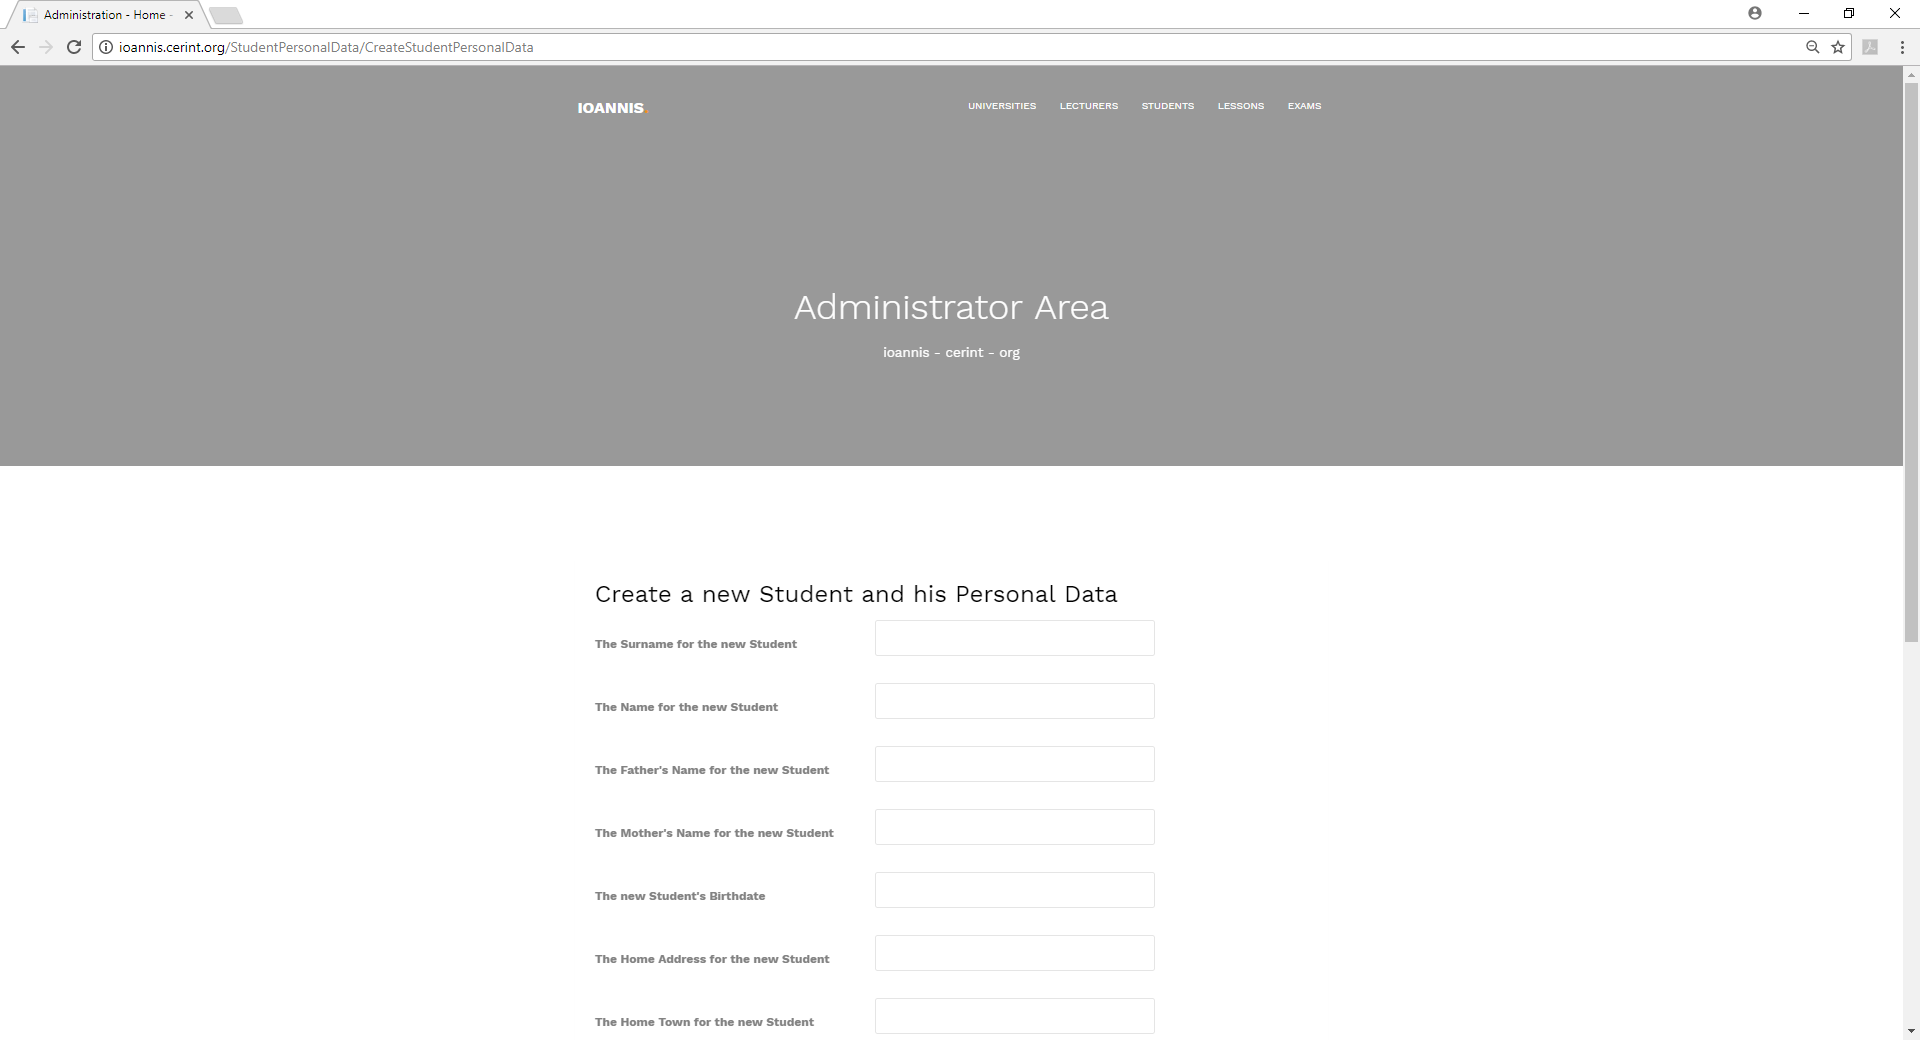 Administration - Home -
ioannis.cerint.org/StudentPersonalData/CreateStudentPersonalData
IOANNIS.
UNIVERSITIES LECTURERS STUDENTS LESSONS EXAMS
Administrator Area
ioannis - cerint - org
Create a new Student and his Personal Data
The Surname for the new Student
The Name for the new Student
The Father's Name for the new Student
The Mother's Name for the new Student
The new Student's Birthdate
The Home Address for the new Student
The Home Town for the new Student